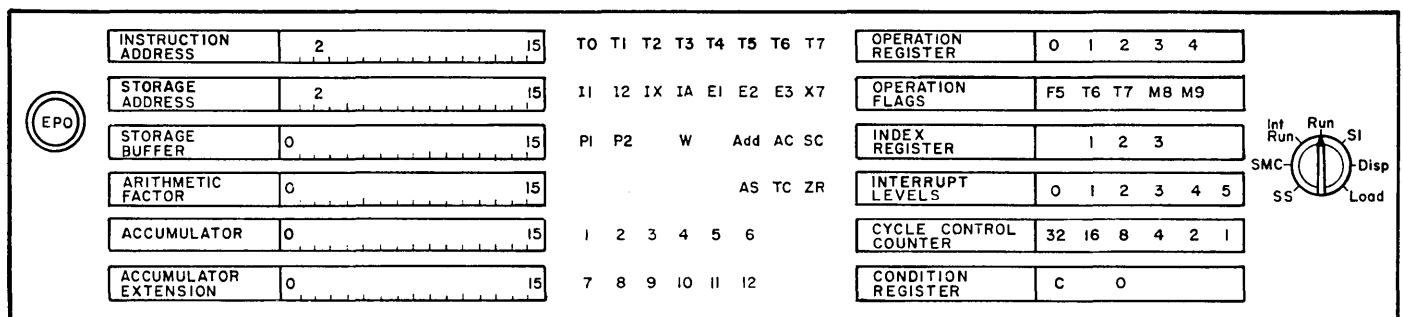 INSTRUCTION ADDRESS 2 15 T0 T1 T2 T3 T4 T5 T6 T7 OPERATION REGISTER 0 1 2 3 4
STORAGE ADDRESS 2 15 I1 I2 IX IA E1 E2 E3 X7 OPERATION FLAGS F5 T6 T7 M8 M9
EPO
STORAGE BUFFER 0 15 P1 P2 W Add AC SC INDEX REGISTER 1 2 3
Int Run Run SI
SMC Disp
SS Load
ARITHMETIC FACTOR 0 15 AS TC ZR INTERRUPT LEVELS 0 1 2 3 4 5
ACCUMULATOR 0 15 1 2 3 4 5 6 CYCLE CONTROL COUNTER 32 16 8 4 2 1
ACCUMULATOR EXTENSION 0 15 7 8 9 10 11 12 CONDITION REGISTER C O